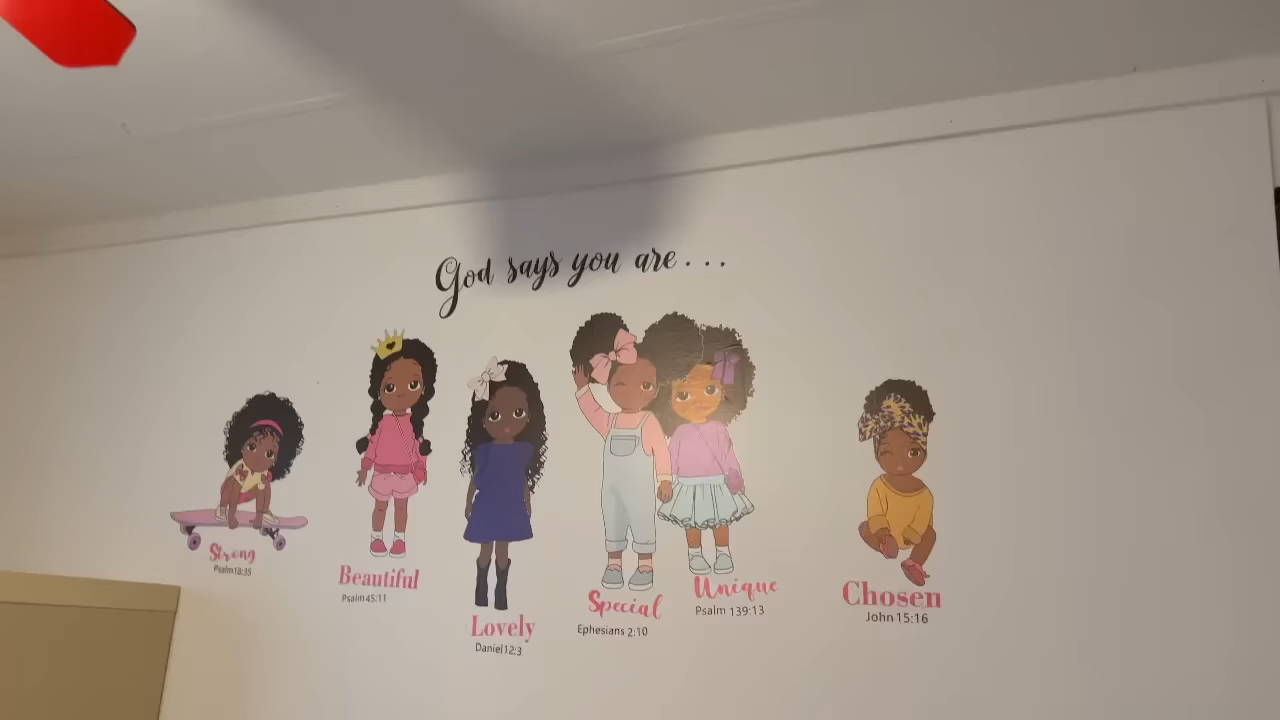 God says you are...
Strong
Psalm18:35
Beautiful
Psalm45:11
Lovely
Daniel12:3
Special
Ephesians 2:10
Unique
Psalm 139:13
Chosen
John 15:16